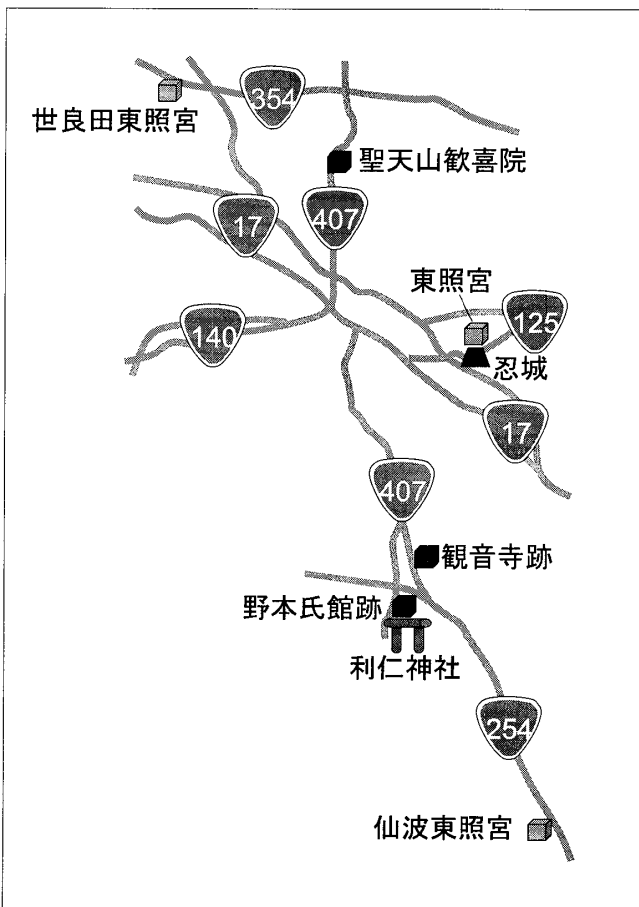 354
世良田東照宮
聖天山歓喜院
17
407
東照宮
125
140
忍城
17
407
観音寺跡
野本氏館跡
利仁神社
254
仙波東照宮